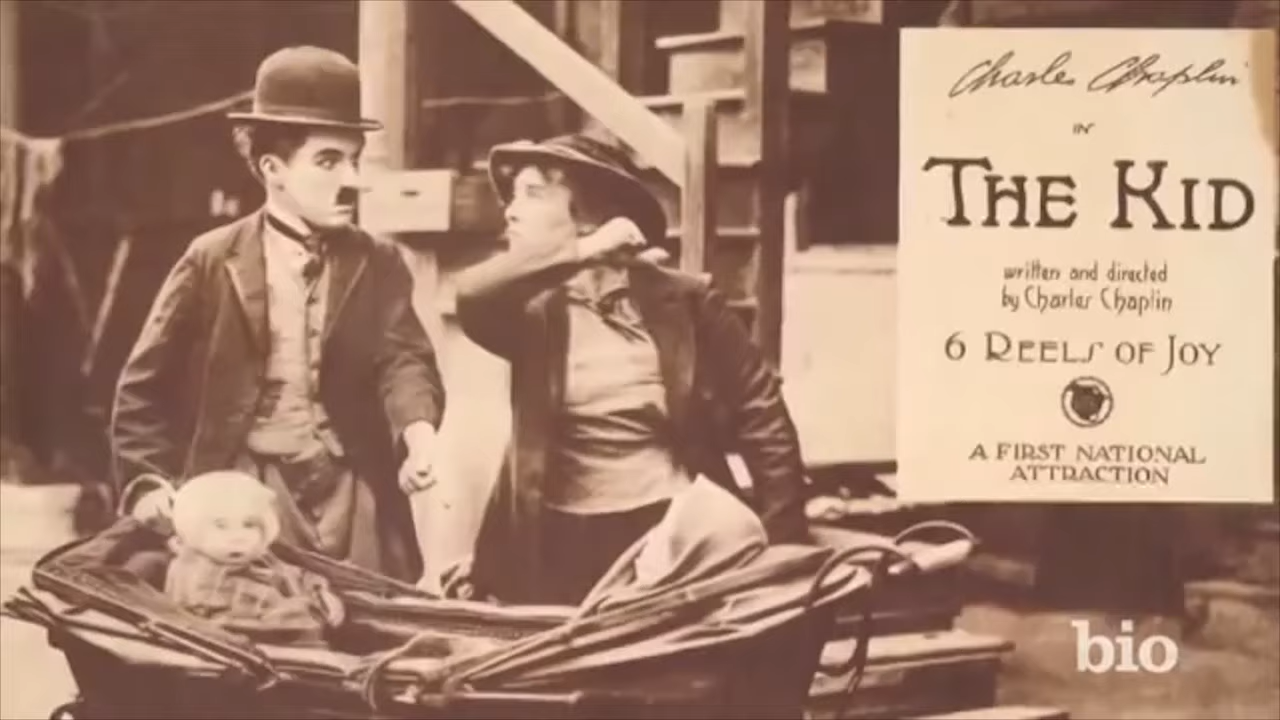 Charles Chaplin
IN
THE KID
written and directed
by Charles Chaplin
6 REELS OF JOY
A FIRST NATIONAL
ATTRACTION
bio